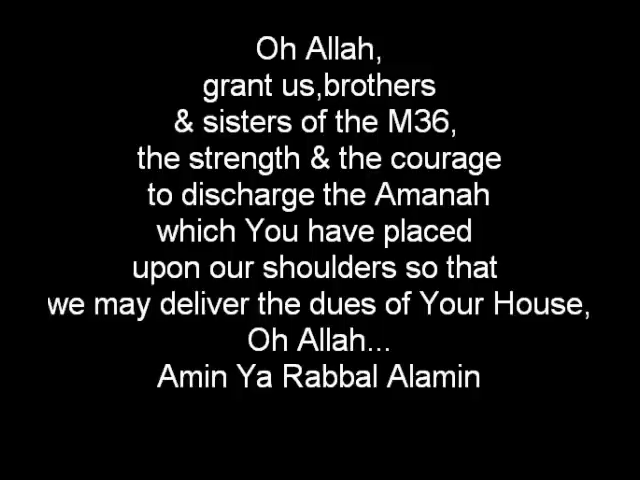 Oh Allah,
grant us,brothers
& sisters of the M36,
the strength & the courage
to discharge the Amanah
which You have placed
upon our shoulders so that
we may deliver the dues of Your House,
Oh Allah...
Amin Ya Rabbal Alamin